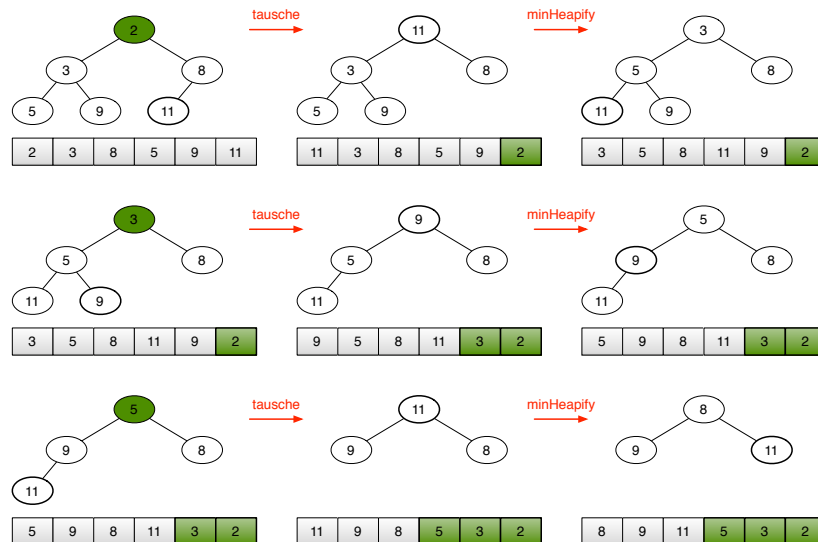 tausche minHeapify
2 11 3
3 8 3 8 5 8
5 9 11 5 9 11 9
2 3 8 5 9 11 11 3 8 5 9 2 3 5 8 11 9 2
tausche minHeapify
3 9 5
5 8 5 8 9 8
11 9 11 11
3 5 8 11 9 2 9 5 8 11 3 2 5 9 8 11 3 2
tausche minHeapify
5 11 8
9 8 9 8 9 11
11
5 9 8 11 3 2 11 9 8 5 3 2 8 9 11 5 3 2